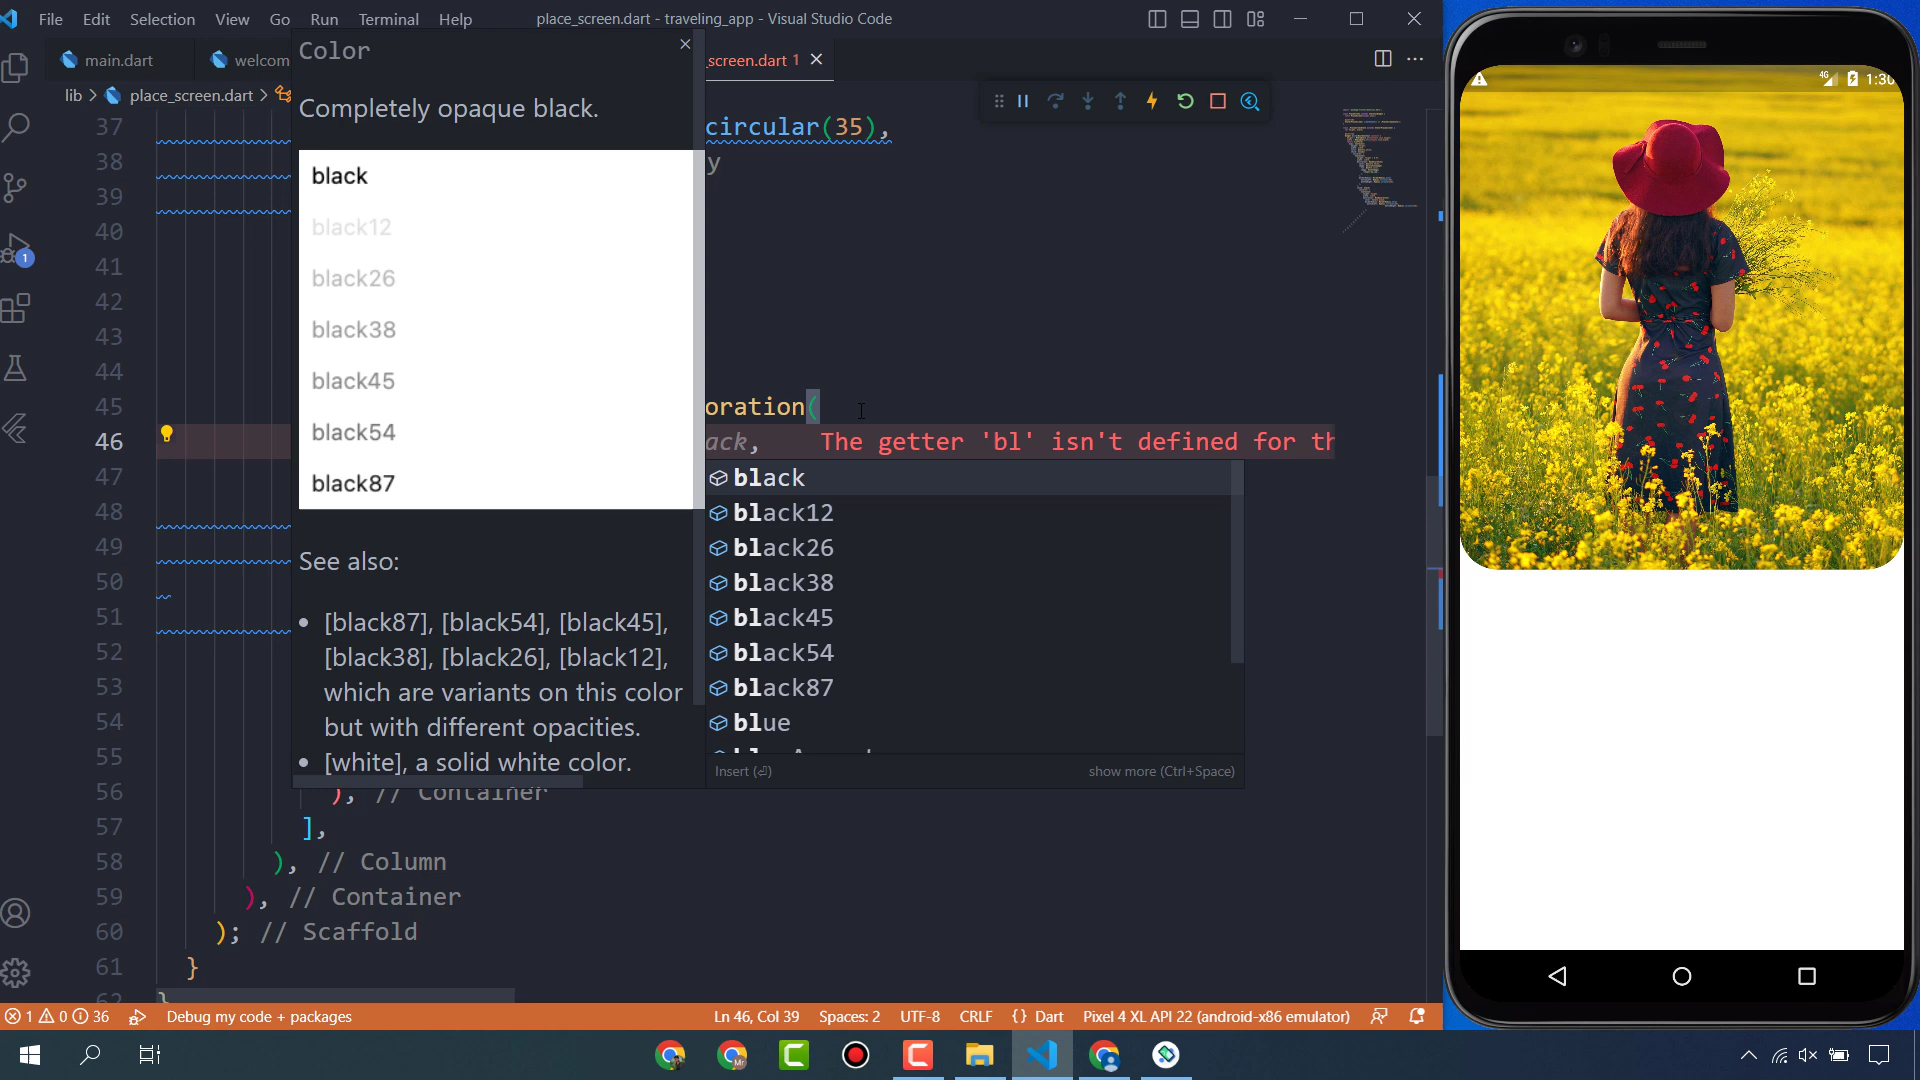 File Edit Selection View Go Run Terminal Help
place_screen.dart - traveling_app - Visual Studio Code
main.dart
welcom
screen.dart 1
lib > place_screen.dart >
Color
Completely opaque black.
black
black12
black26
black38
black45
black54
black87
See also:
[black87], [black54], [black45],
[black38], [black26], [black12],
which are variants on this color
but with different opacities.
[white], a solid white color.
37
38
39
40
41
42
43
44
45
46
47
48
49
50
51
52
53
54
55
56
57
58
59
60
61
62
circular(35),
y
oration(
ack, The getter 'bl' isn't defined for th
black
black12
black26
black38
black45
black54
black87
blue
Insert
show more (Ctrl+Space)
), // Container
],
), // Column
), // Container
); // Scaffold
}
1 0 36 Debug my code + packages
Ln 46, Col 39 Spaces: 2 UTF-8 CRLF {} Dart Pixel 4 XL API 22 (android-x86 emulator)
4G 1:30
1
Mr